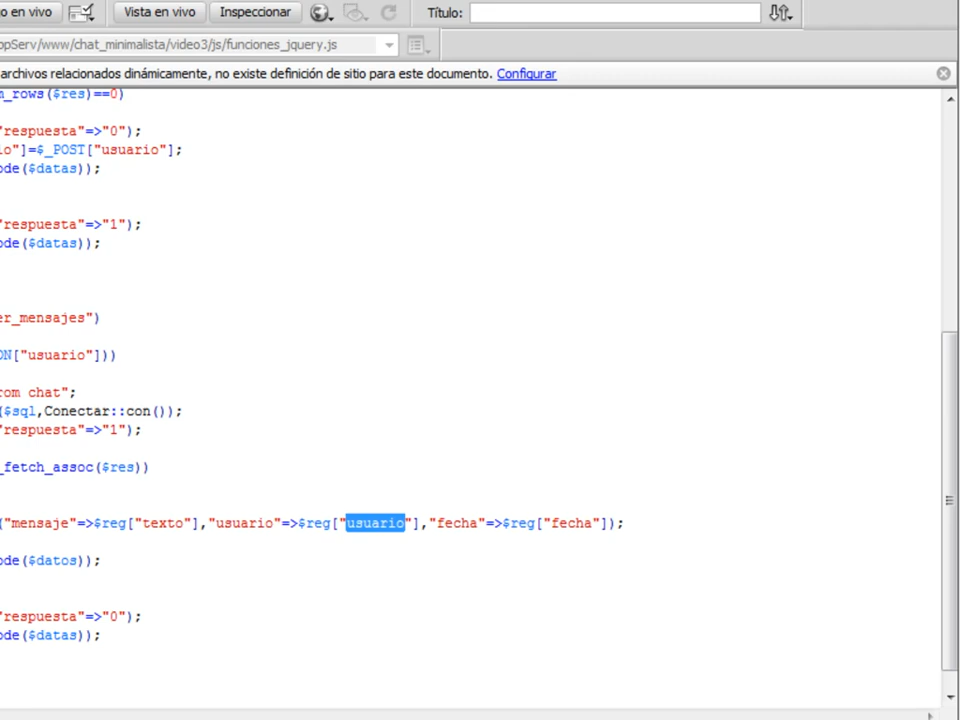 o en vivo Vista en vivo Inspeccionar Título:
ppServ/www/chat_minimalista/video3/js/funciones_jquery.js
archivos relacionados dinámicamente, no existe definición de sitio para este documento. Configurar
m_rows($res)==0)
"respuesta"=>"0");
io"]=$_POST["usuario"];
ode($datas));
"respuesta"=>"1");
ode($datas));
er_mensajes")
ON["usuario"]))
rom chat";
($sql,Conectar::con());
"respuesta"=>"1");
_fetch_assoc($res))
("mensaje"=>$reg["texto"],"usuario"=>$reg["usuario"],"fecha"=>$reg["fecha"]);
ode($datos));
"respuesta"=>"0");
ode($datas));